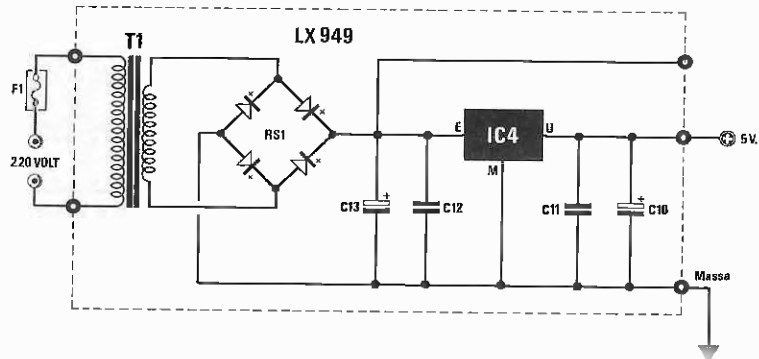 LX 949
T1
F1
220 VOLT
RS1
E
IC4
U
M
5V.
C13
+
C12
C11
+
C10
Massa